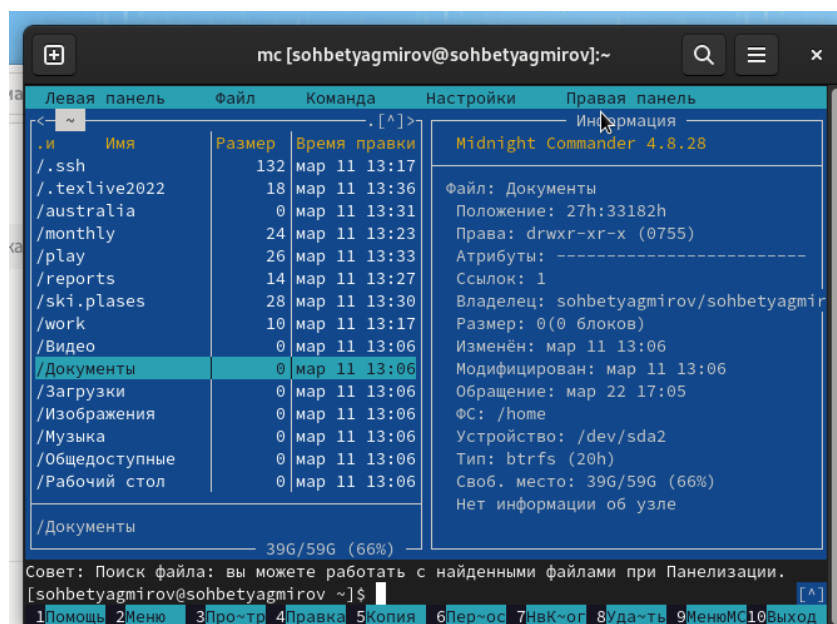 mc [sohbetyagmirov@sohbetyagmirov]:~
Левая панель Файл Команда Настройки Правая панель
<— ~ .[^]>
Информация
.и Имя Размер Время правки
/.ssh 132 мар 11 13:17
/.texlive2022 18 мар 11 13:36
/australia 0 мар 11 13:31
/monthly 24 мар 11 13:23
/play 26 мар 11 13:33
/reports 14 мар 11 13:27
/ski.plases 28 мар 11 13:30
/work 10 мар 11 13:17
/Видео 0 мар 11 13:06
/Документы 0 мар 11 13:06
/Загрузки 0 мар 11 13:06
/Изображения 0 мар 11 13:06
/Музыка 0 мар 11 13:06
/Общедоступные 0 мар 11 13:06
/Рабочий стол 0 мар 11 13:06
/Документы
39G/59G (66%)
Midnight Commander 4.8.28
Файл: Документы
Положение: 27h:33182h
Права: drwxr-xr-x (0755)
Атрибуты: -------------------------
Ссылок: 1
Владелец: sohbetyagmirov/sohbetyagmir
Размер: 0(0 блоков)
Изменён: мар 11 13:06
Модифицирован: мар 11 13:06
Обращение: мар 22 17:05
ФС: /home
Устройство: /dev/sda2
Тип: btrfs (20h)
Своб. место: 39G/59G (66%)
Нет информации об узле
Совет: Поиск файла: вы можете работать с найденными файлами при Панелизации.
[sohbetyagmirov@sohbetyagmirov ~]$ [^]
1Помощь 2Меню 3Про~тр 4Правка 5Копия 6Пер~ос 7НвК~ог 8Уда~ть 9МенюMC 10Выход